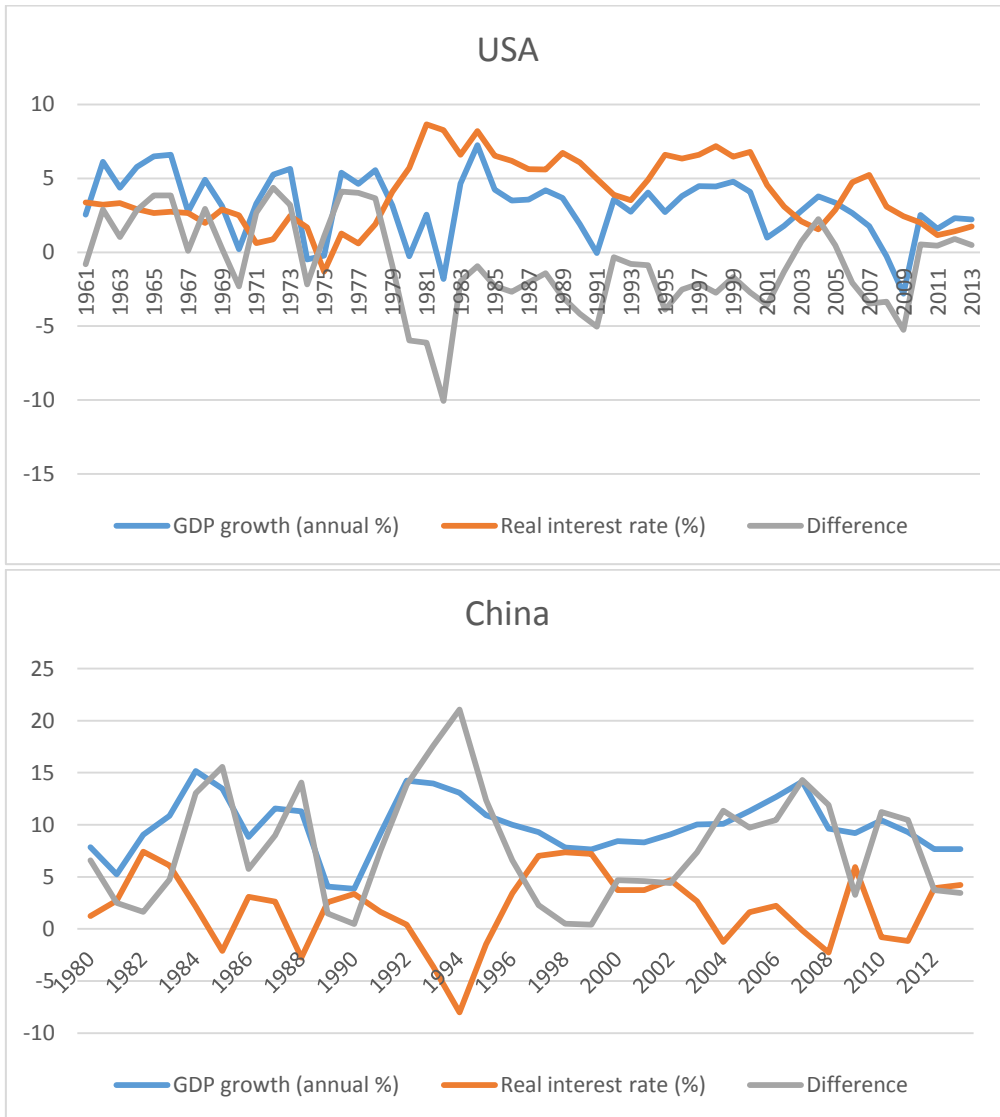 USA
10
5
0
-5
-10
-15
1961 1963 1965 1967 1969 1971 1973 1975 1977 1979 1981 1983 1985 1987 1989 1991 1993 1995 1997 1999 2001 2003 2005 2007 2009 2011 2013
GDP growth (annual %) Real interest rate (%) Difference
China
25
20
15
10
5
0
-5
-10
1980 1982 1984 1986 1988 1990 1992 1994 1996 1998 2000 2002 2004 2006 2008 2010 2012
GDP growth (annual %) Real interest rate (%) Difference